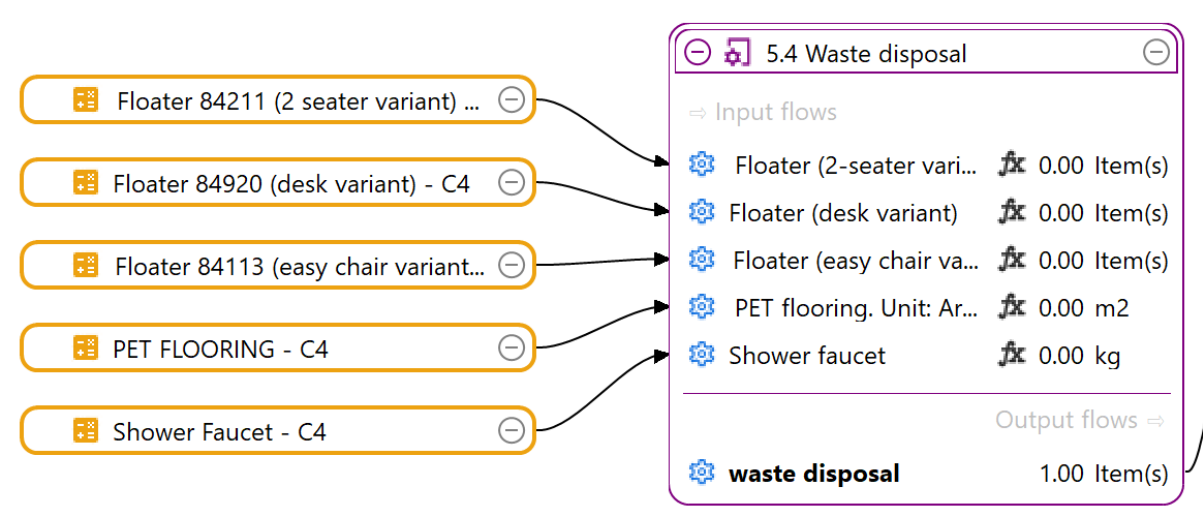 5.4 Waste disposal
⇨ Input flows
Floater 84211 (2 seater variant) ...
Floater 84920 (desk variant) - C4
Floater 84113 (easy chair variant...
PET FLOORING - C4
Shower Faucet - C4
Floater (2-seater vari... fx 0.00 Item(s)
Floater (desk variant) fx 0.00 Item(s)
Floater (easy chair va... fx 0.00 Item(s)
PET flooring. Unit: Ar... fx 0.00 m2
Shower faucet fx 0.00 kg
Output flows ⇨
waste disposal 1.00 Item(s)